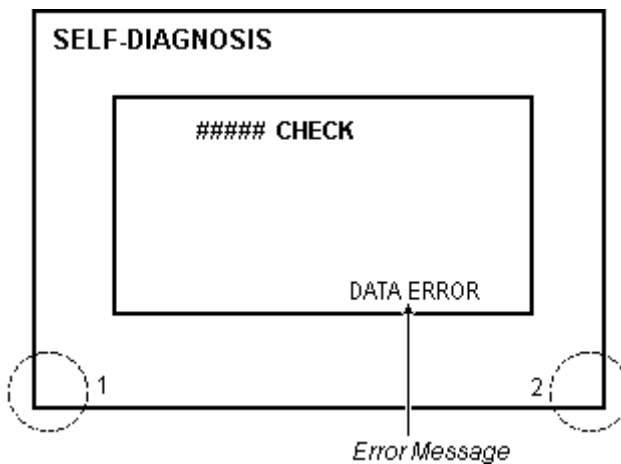 SELF-DIAGNOSIS
##### CHECK
DATA ERROR
1
2
Error Message